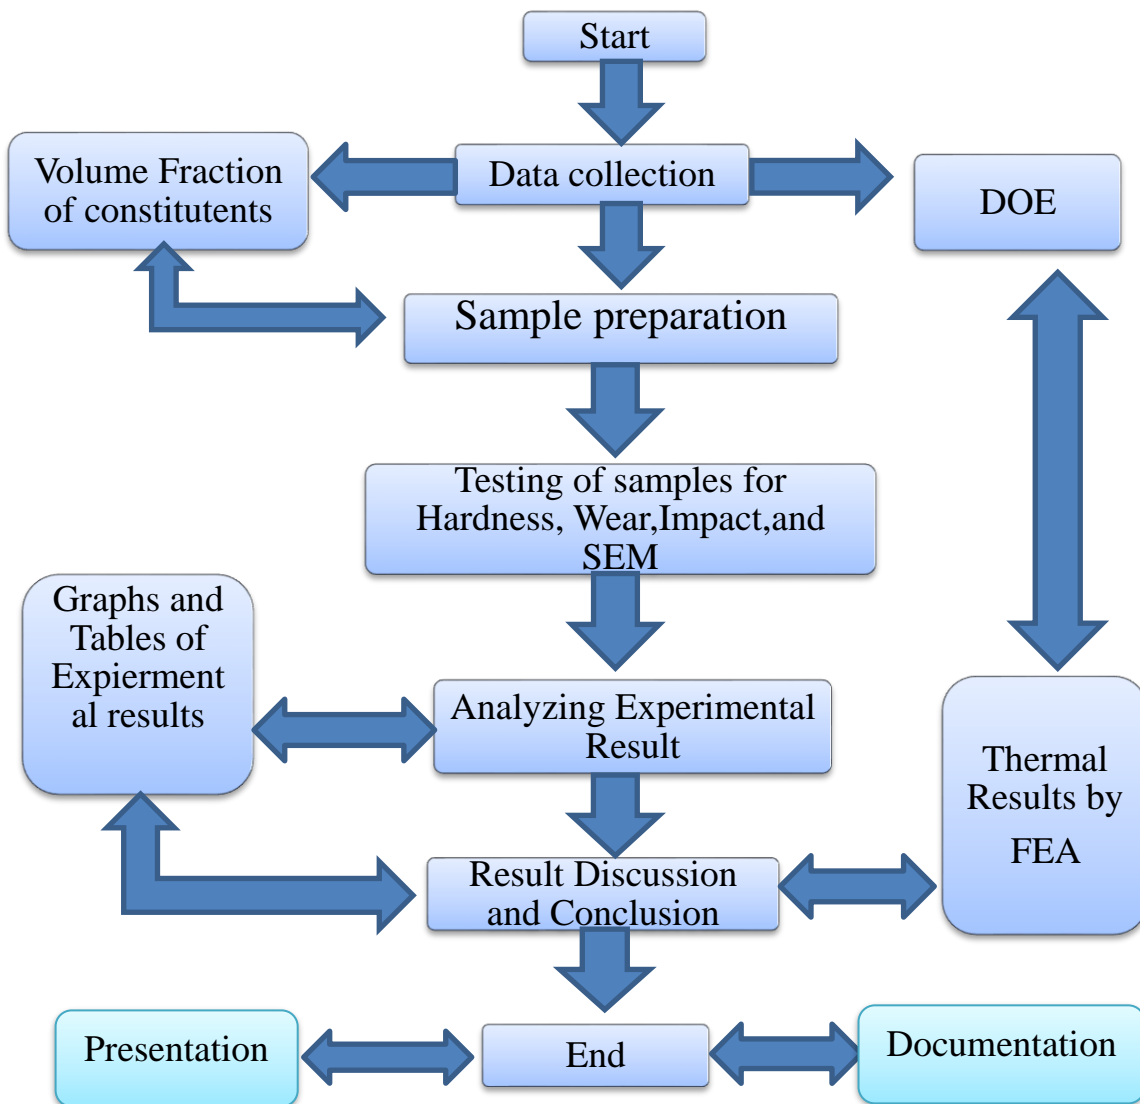 Start
Volume Fraction
of constitutents
Data collection
DOE
Sample preparation
Testing of samples for
Hardness, Wear,Impact,and
SEM
Graphs and
Tables of
Expierment
al results
Analyzing Experimental
Result
Thermal
Results by
FEA
Result Discussion
and Conclusion
Presentation
End
Documentation